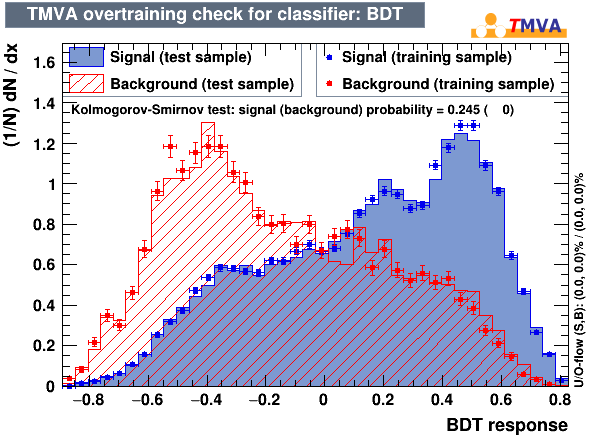 TMVA overtraining check for classifier: BDT
TMVA
(1/N) dN / dx
Signal (test sample)
Background (test sample)
Signal (training sample)
Background (training sample)
Kolmogorov-Smirnov test: signal (background) probability = 0.245 ( 0)
1.6
1.4
1.2
1
0.8
0.6
0.4
0.2
0
−0.8 −0.6 −0.4 −0.2 0 0.2 0.4 0.6 0.8
BDT response
U/O-flow (S,B): (0.0, 0.0)% / (0.0, 0.0)%